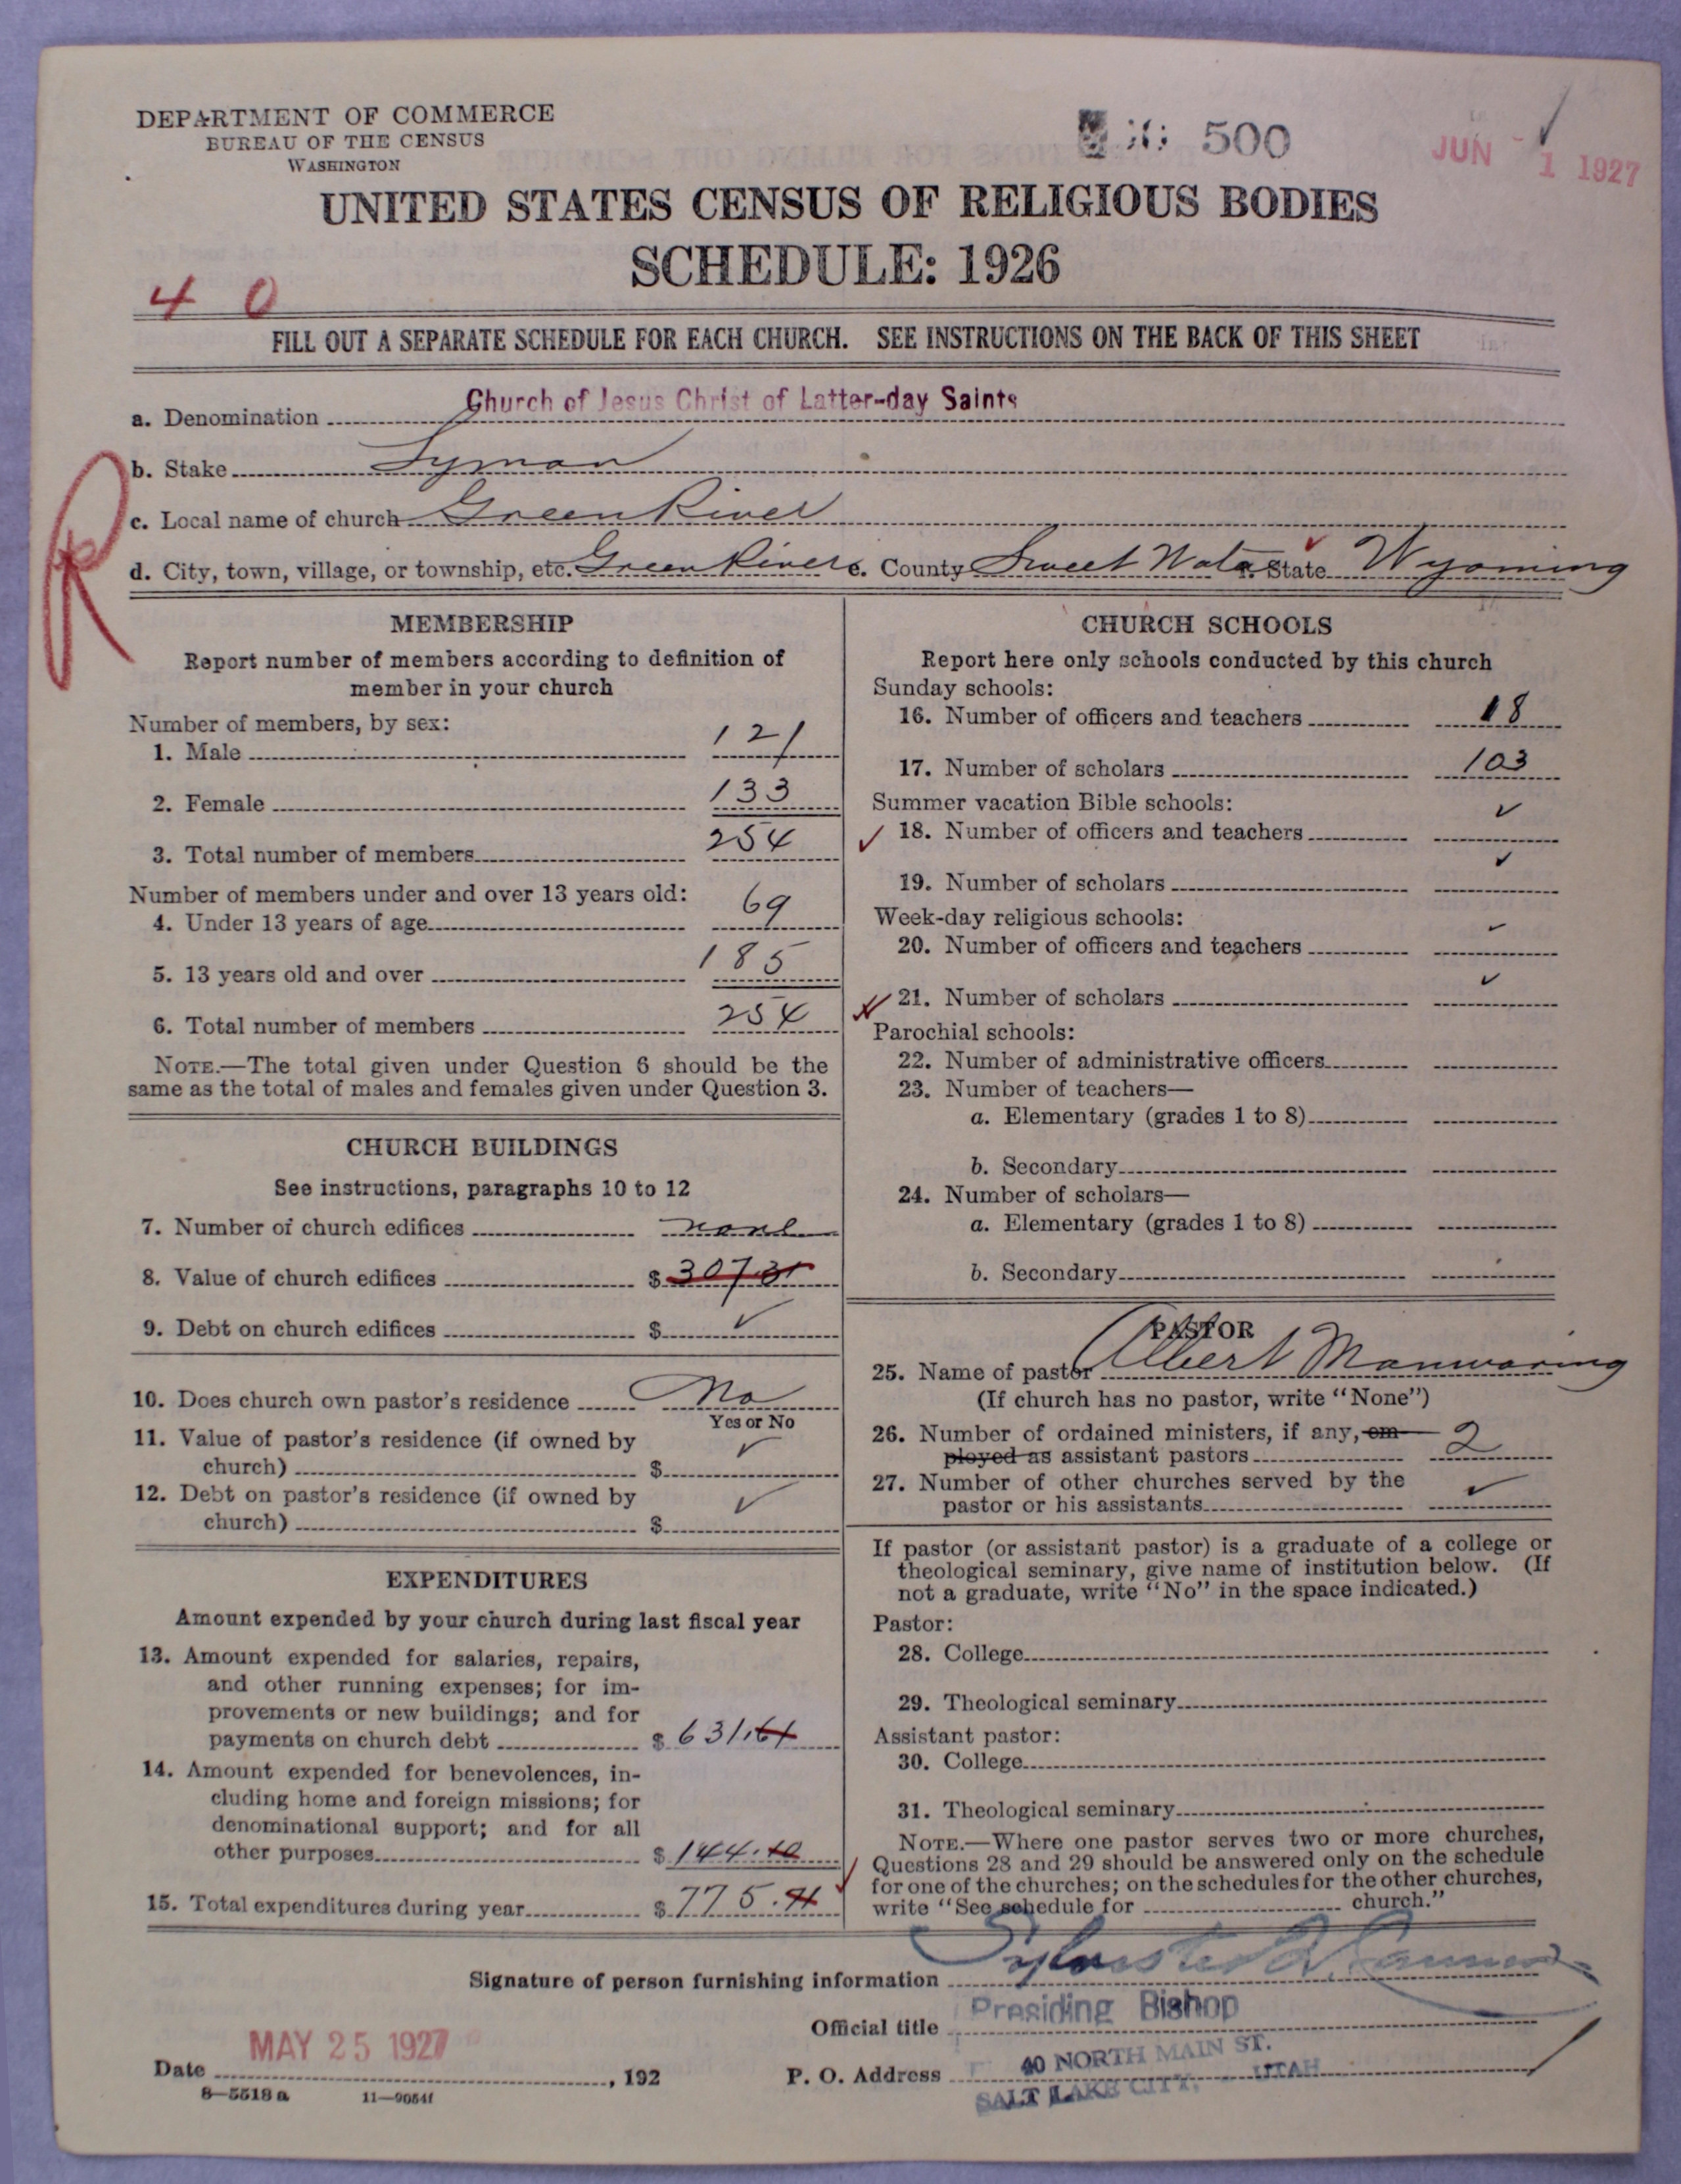 DEPARTMENT OF COMMERCE
BUREAU OF THE CENSUS
WASHINGTON
500
JUN - 1 1927
UNITED STATES CENSUS OF RELIGIOUS BODIES
SCHEDULE: 1926
4 0
FILL OUT A SEPARATE SCHEDULE FOR EACH CHURCH. SEE INSTRUCTIONS ON THE BACK OF THIS SHEET
a. Denomination Church of Jesus Christ of Latter-day Saints
R
b. Stake Lyman
c. Local name of church Green River
d. City, town, village, or township, etc. Green River e. County Sweet Water f. State Wyoming
MEMBERSHIP
Report number of members according to definition of
member in your church
Number of members, by sex:
1. Male 121
2. Female 133
3. Total number of members 254
Number of members under and over 13 years old:
4. Under 13 years of age 69
5. 13 years old and over 185
6. Total number of members 254
NOTE.—The total given under Question 6 should be the
same as the total of males and females given under Question 3.
CHURCH BUILDINGS
See instructions, paragraphs 10 to 12
7. Number of church edifices none
8. Value of church edifices $ 307.31
9. Debt on church edifices $ ✓
10. Does church own pastor's residence No
Yes or No
11. Value of pastor's residence (if owned by
church) $ ✓
12. Debt on pastor's residence (if owned by
church) $ ✓
EXPENDITURES
Amount expended by your church during last fiscal year
13. Amount expended for salaries, repairs,
and other running expenses; for im-
provements or new buildings; and for
payments on church debt $ 631.61
14. Amount expended for benevolences, in-
cluding home and foreign missions; for
denominational support; and for all
other purposes $ 144.10
15. Total expenditures during year $ 775.71
CHURCH SCHOOLS
Report here only schools conducted by this church
Sunday schools:
16. Number of officers and teachers 18
17. Number of scholars 103
Summer vacation Bible schools:
✓ 18. Number of officers and teachers ✓
19. Number of scholars ✓
Week-day religious schools:
20. Number of officers and teachers ✓
21. Number of scholars ✓
Parochial schools:
22. Number of administrative officers
23. Number of teachers—
a. Elementary (grades 1 to 8)
b. Secondary
24. Number of scholars—
a. Elementary (grades 1 to 8)
b. Secondary
PASTOR
25. Name of pastor Albert Manwaring
(If church has no pastor, write "None")
26. Number of ordained ministers, if any, em-
ployed as assistant pastors 2
27. Number of other churches served by the
pastor or his assistants ✓
If pastor (or assistant pastor) is a graduate of a college or
theological seminary, give name of institution below. (If
not a graduate, write "No" in the space indicated.)
Pastor:
28. College
29. Theological seminary
Assistant pastor:
30. College
31. Theological seminary
NOTE.—Where one pastor serves two or more churches,
Questions 28 and 29 should be answered only on the schedule
for one of the churches; on the schedules for the other churches,
write "See schedule for church."
Signature of person furnishing information Sylvester Q. Cannon
Official title Presiding Bishop
Date MAY 25 1927, 192
P. O. Address 40 NORTH MAIN ST.
SALT LAKE CITY, UTAH
8—5518a 11—9054f